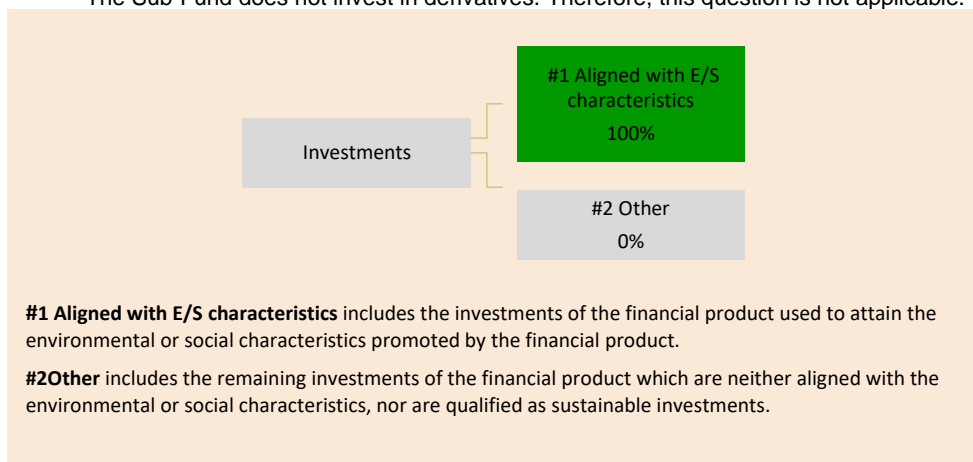 The Sub-Fund does not invest in derivatives. Therefore, this question is not applicable.
#1 Aligned with E/S
characteristics
100%
Investments
#2 Other
0%
#1 Aligned with E/S characteristics includes the investments of the financial product used to attain the
environmental or social characteristics promoted by the financial product.
#2Other includes the remaining investments of the financial product which are neither aligned with the
environmental or social characteristics, nor are qualified as sustainable investments.